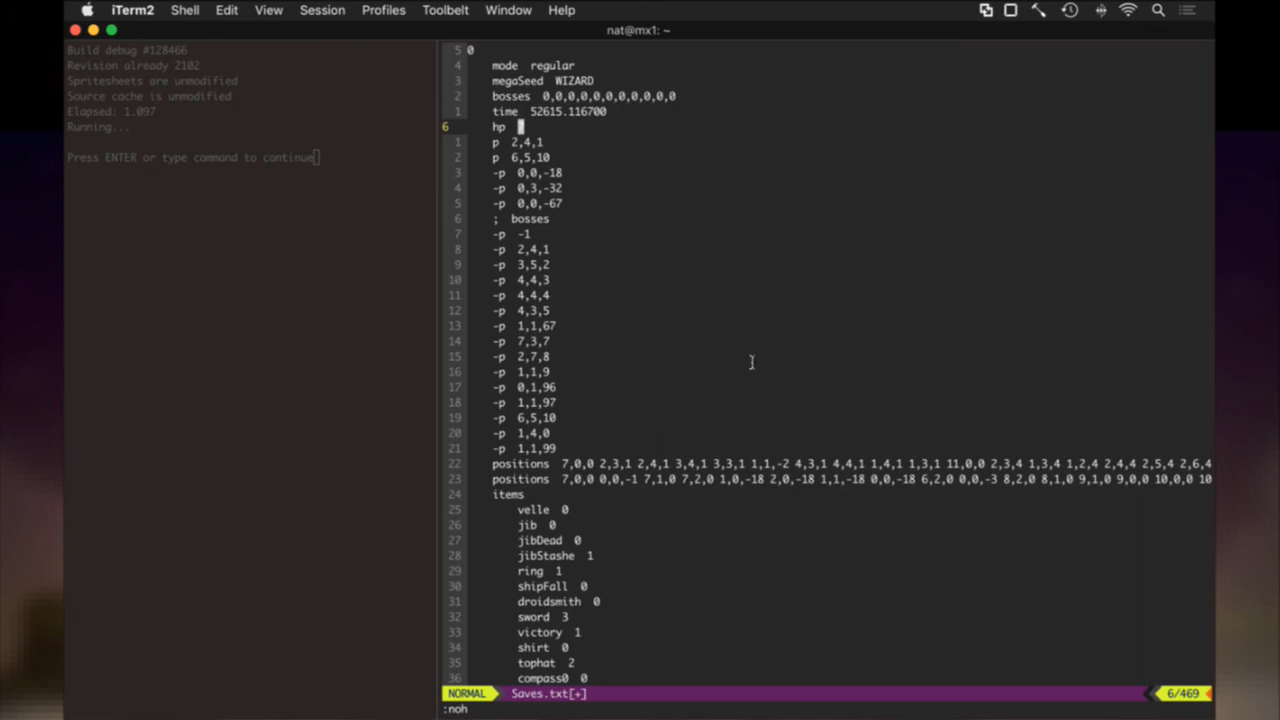 iTerm2 Shell Edit View Session Profiles Toolbelt Window Help
nat@mx1: ~
Build debug #128466
Revision already 2102
Spritesheets are unmodified
Source cache is unmodified
Elapsed: 1.097
Running...
Press ENTER or type command to continue
5 0
4 mode regular
3 megaSeed WIZARD
2 bosses 0,0,0,0,0,0,0,0,0,0,0
1 time 52615.116700
6 hp
1 p 2,4,1
2 p 6,5,10
3 -p 0,0,-18
4 -p 0,3,-32
5 -p 0,0,-67
6 ; bosses
7 -p -1
8 -p 2,4,1
9 -p 3,5,2
10 -p 4,4,3
11 -p 4,4,4
12 -p 4,3,5
13 -p 1,1,67
14 -p 7,3,7
15 -p 2,7,8
16 -p 1,1,9
17 -p 0,1,96
18 -p 1,1,97
19 -p 6,5,10
20 -p 1,4,0
21 -p 1,1,99
22 positions 7,0,0 2,3,1 2,4,1 3,4,1 3,3,1 1,1,-2 4,3,1 4,4,1 1,4,1 1,3,1 11,0,0 2,3,4 1,3,4 1,2,4 2,4,4 2,5,4 2,6,4
23 positions 7,0,0 0,0,-1 7,1,0 7,2,0 1,0,-18 2,0,-18 1,1,-18 0,0,-18 6,2,0 0,0,-3 8,2,0 8,1,0 9,1,0 9,0,0 10,0,0 10
24 items
25 velle 0
26 jib 0
27 jibDead 0
28 jibStashe 1
29 ring 1
30 shipFall 0
31 droidsmith 0
32 sword 3
33 victory 1
34 shirt 0
35 tophat 2
36 compass0 0
NORMAL Saves.txt[+] 6/469
:noh